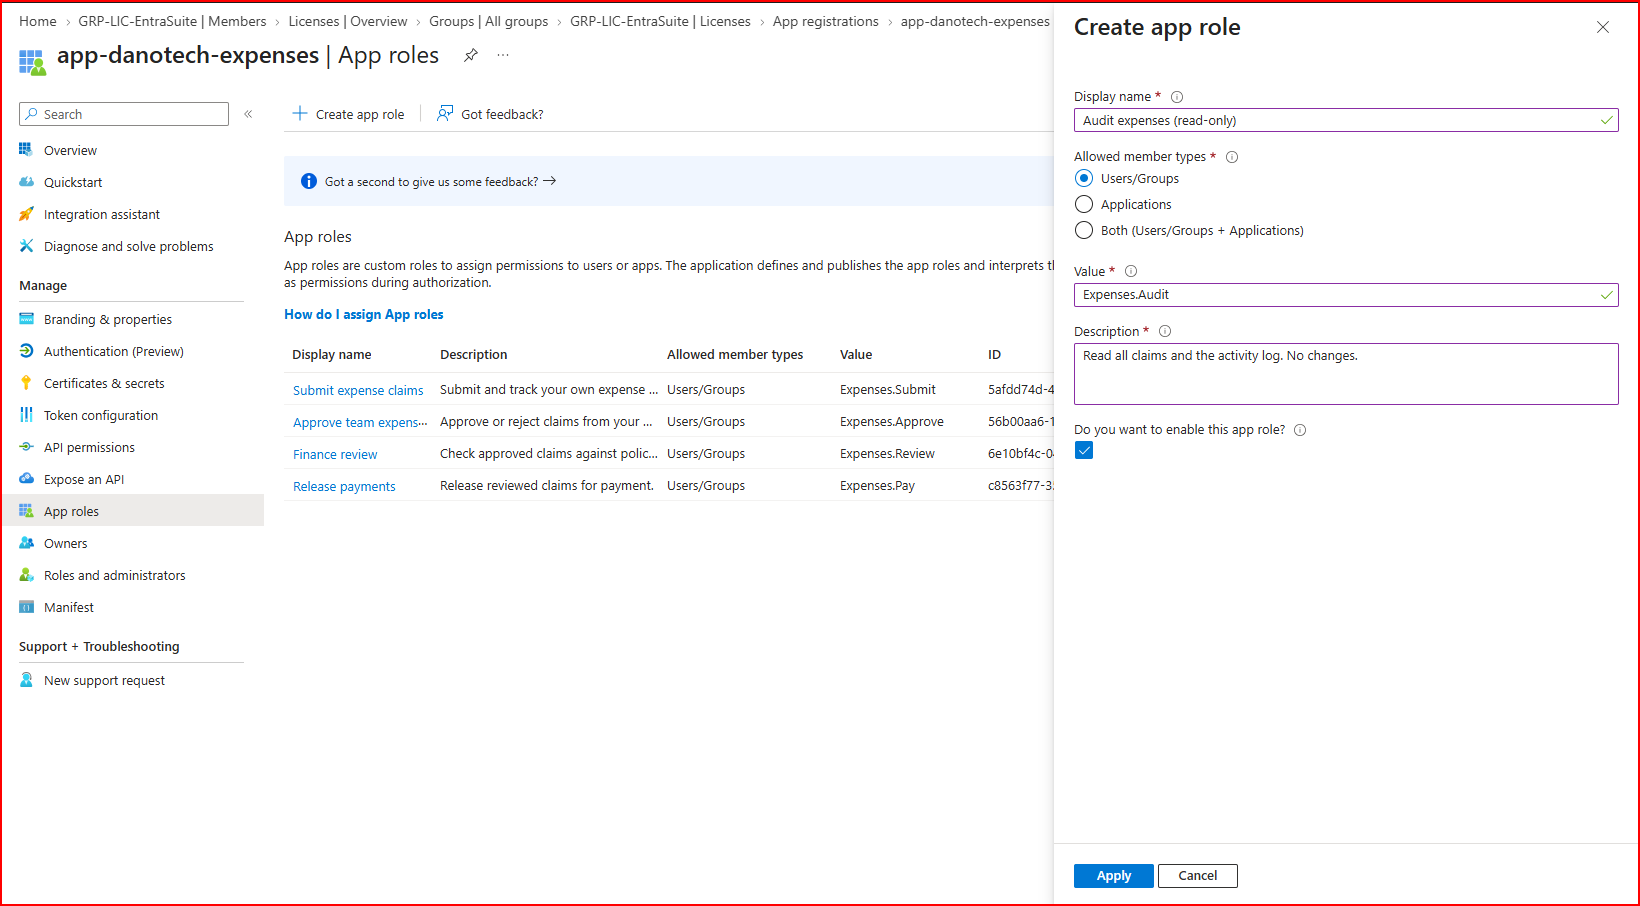 Home > GRP-LIC-EntraSuite | Members > Licenses | Overview > Groups | All groups > GRP-LIC-EntraSuite | Licenses > App registrations > app-danotech-expenses
app-danotech-expenses | App roles
Search
Overview
Quickstart
Integration assistant
Diagnose and solve problems
Manage
Branding & properties
Authentication (Preview)
Certificates & secrets
Token configuration
API permissions
Expose an API
App roles
Owners
Roles and administrators
Manifest
Support + Troubleshooting
New support request
Create app role
Got feedback?
Got a second to give us some feedback? →
App roles
App roles are custom roles to assign permissions to users or apps. The application defines and publishes the app roles and interprets
as permissions during authorization.
How do I assign App roles
Display name Description Allowed member types Value ID
Submit expense claims Submit and track your own expense ... Users/Groups Expenses.Submit 5afdd74d-4
Approve team expens... Approve or reject claims from your ... Users/Groups Expenses.Approve 56b00aa6-1
Finance review Check approved claims against polic... Users/Groups Expenses.Review 6e10bf4c-0
Release payments Release reviewed claims for payment. Users/Groups Expenses.Pay c8563f77-3
Create app role
Display name *
Audit expenses (read-only)
Allowed member types *
Users/Groups
Applications
Both (Users/Groups + Applications)
Value *
Expenses.Audit
Description *
Read all claims and the activity log. No changes.
Do you want to enable this app role?
Apply
Cancel